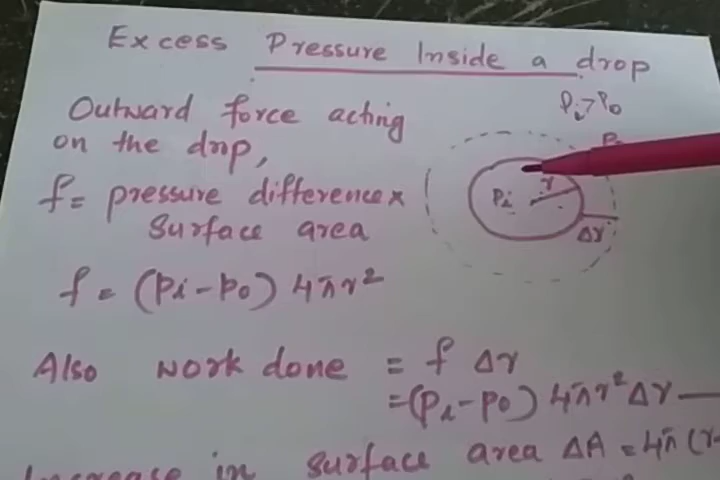 Excess Pressure Inside a drop
Outward force acting
on the drop,
Pi > Po
f = pressure difference ×
Surface area
Pi
r
Δr
f = (Pi - Po) 4πr²
Also work done = f Δr
= (Pi - Po) 4πr² Δr
in surface area ΔA = 4π (r